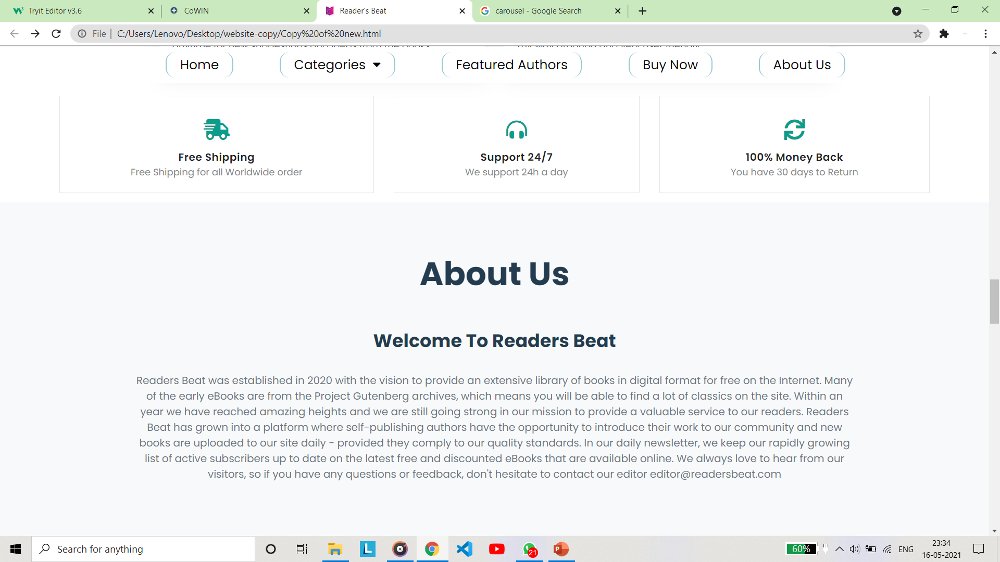 Tryit Editor v3.6
CoWIN
Reader's Beat
carousel - Google Search
File | C:/Users/Lenovo/Desktop/website-copy/Copy%20of%20new.html
Home
Categories
Featured Authors
Buy Now
About Us
Free Shipping
Free Shipping for all Worldwide order
Support 24/7
We support 24h a day
100% Money Back
You have 30 days to Return
About Us
Welcome To Readers Beat
Readers Beat was established in 2020 with the vision to provide an extensive library of books in digital format for free on the Internet. Many
of the early eBooks are from the Project Gutenberg archives, which means you will be able to find a lot of classics on the site. Within an
year we have reached amazing heights and we are still going strong in our mission to provide a valuable service to our readers. Readers
Beat has grown into a platform where self-publishing authors have the opportunity to introduce their work to our community and new
books are uploaded to our site daily - provided they comply to our quality standards. In our daily newsletter, we keep our rapidly growing
list of active subscribers up to date on the latest free and discounted eBooks that are available online. We always love to hear from our
visitors, so if you have any questions or feedback, don't hesitate to contact our editor editor@readersbeat.com
Search for anything
L
21
P
60%
ENG
23:34
16-05-2021